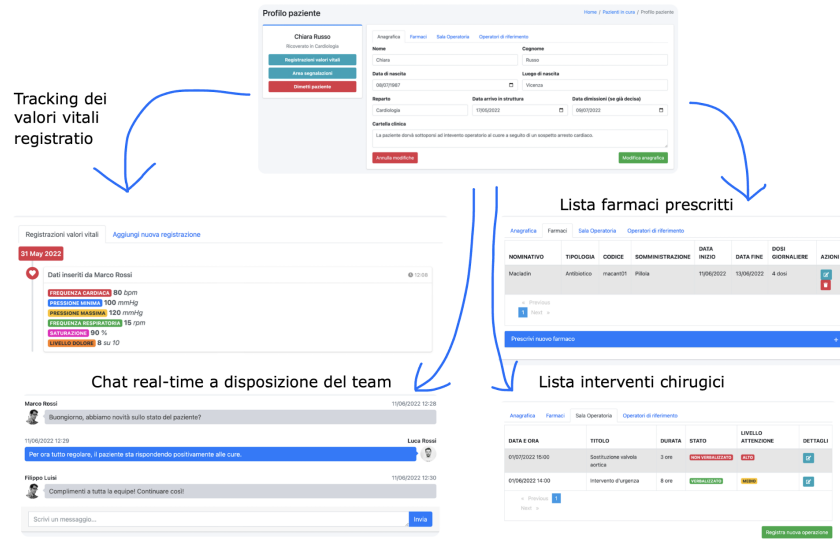 Profilo paziente
Home / Pazienti in cura / Profilo paziente
Chiara Russo
Ricoverato in Cardiologia
Registrazioni valori vitali
Area segnalazioni
Dimetti paziente
Anagrafica Farmaci Sala Operatoria Operatori di riferimento
Nome Cognome
Chiara Russo
Data di nascita Luogo di nascita
09/07/1987 Vicenza
Reparto Data arrivo in struttura Data dimissioni (se già decisa)
Cardiologia 17/05/2022 09/07/2022
Cartella clinica
La paziente dovrà sottoporsi ad intevento operatorio al cuore a seguito di un sospetto arresto cardiaco.
Annulla modifiche Modifica anagrafica
Tracking dei
valori vitali
registratio
Registrazioni valori vitali Aggiungi nuova registrazione
31 May 2022
Dati inseriti da Marco Rossi 12:08
FREQUENZA CARDIACA 80 bpm
PRESSIONE MINIMA 100 mmHg
PRESSIONE MASSIMA 120 mmHg
FREQUENZA RESPIRATORIA 15 rpm
SATURAZIONE 90 %
LIVELLO DOLORE 8 su 10
Lista farmaci prescritti
Anagrafica Farmaci Sala Operatoria Operatori di riferimento
NOMINATIVO TIPOLOGIA CODICE SOMMINISTRAZIONE DATA INIZIO DATA FINE DOSI GIORNALIERE AZIONI
Macladin Antibiotico macant01 Pillola 11/06/2022 13/06/2022 4 dosi
« Previous
1 Next »
Prescrivi nuovo farmaco +
Chat real-time a disposizione del team
Marco Rossi 11/06/2022 12:28
Buongiorno, abbiamo novità sullo stato del paziente?
11/06/2022 12:29 Luca Rossi
Per ora tutto regolare, il paziente sta rispondendo positivamente alle cure.
Filippo Luisi 11/06/2022 12:30
Complimenti a tutta la equipe! Continuare così!
Scrivi un messaggio... Invia
Lista interventi chirugici
Anagrafica Farmaci Sala Operatoria Operatori di riferimento
DATA E ORA TITOLO DURATA STATO LIVELLO ATTENZIONE DETTAGLI
01/07/2022 15:00 Sostituzione valvola aortica 3 ore NON VERBALIZZATO ALTO
01/06/2022 14:00 Intervento d'urgenza 8 ore VERBALIZZATO MEDIO
« Previous 1
Next »
Registra nuova operazione